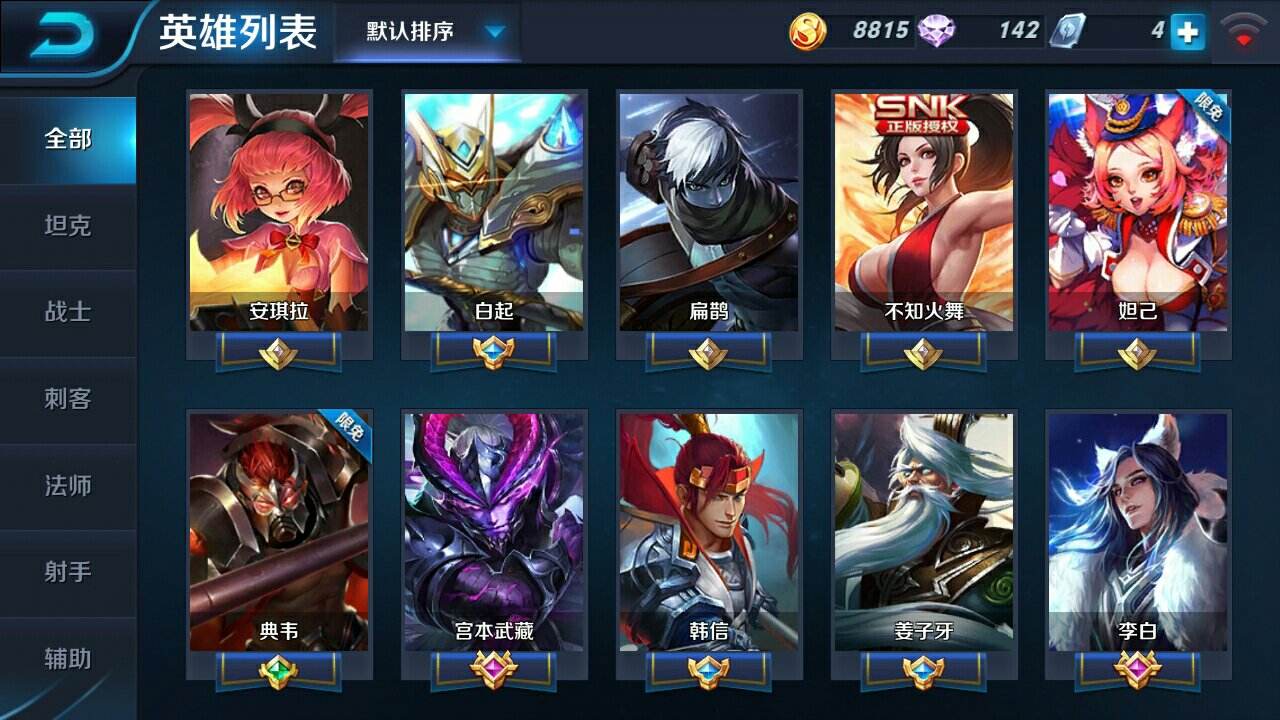 英雄列表
默认排序
8815
142
4
全部
坦克
战士
刺客
法师
射手
辅助
安琪拉
白起
扁鹊
SNK
正版授权
不知火舞
限免
妲己
限免
典韦
宫本武藏
韩信
姜子牙
李白